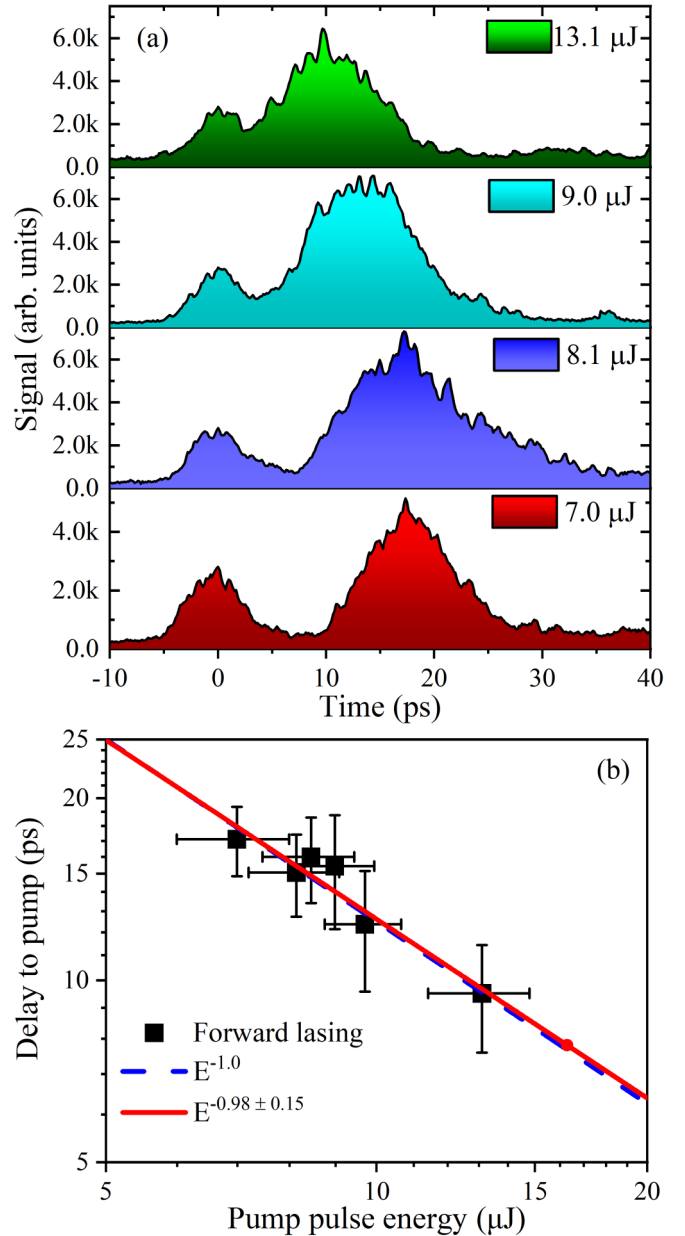 (a)
13.1 μJ
6.0k
4.0k
2.0k
0.0
9.0 μJ
6.0k
4.0k
2.0k
0.0
8.1 μJ
6.0k
4.0k
2.0k
0.0
7.0 μJ
4.0k
2.0k
0.0
Signal (arb. units)
-10 0 10 20 30 40
Time (ps)
(b)
25
20
15
10
5
Delay to pump (ps)
Forward lasing
E^-1.0
E^-0.98 ± 0.15
5 10 15 20
Pump pulse energy (μJ)